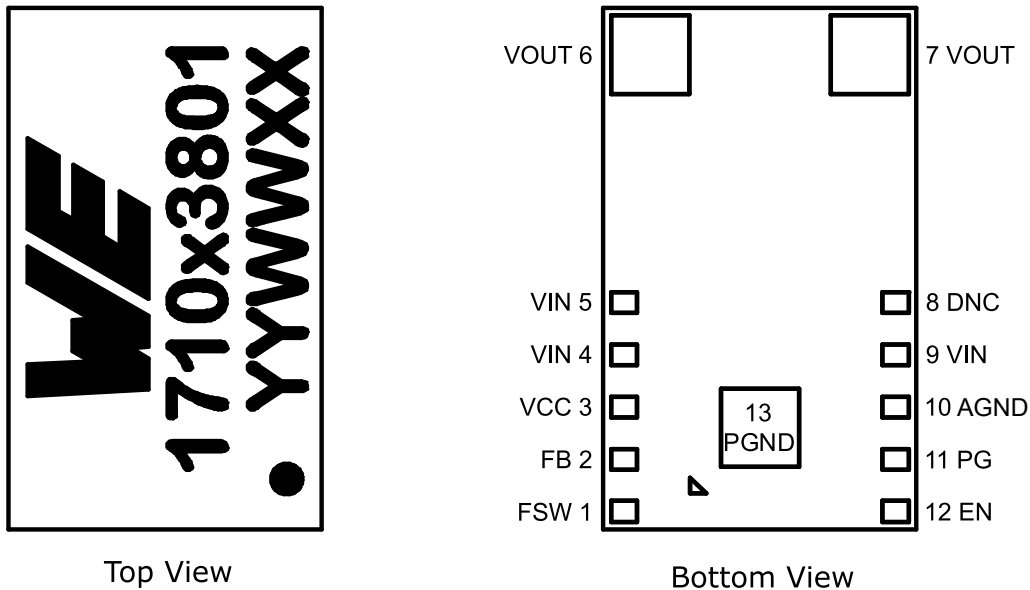 WE
1710x3801
YYWWXX
Top View
VOUT 6
7 VOUT
VIN 5
8 DNC
VIN 4
9 VIN
VCC 3
10 AGND
13
PGND
FB 2
11 PG
FSW 1
12 EN
Bottom View